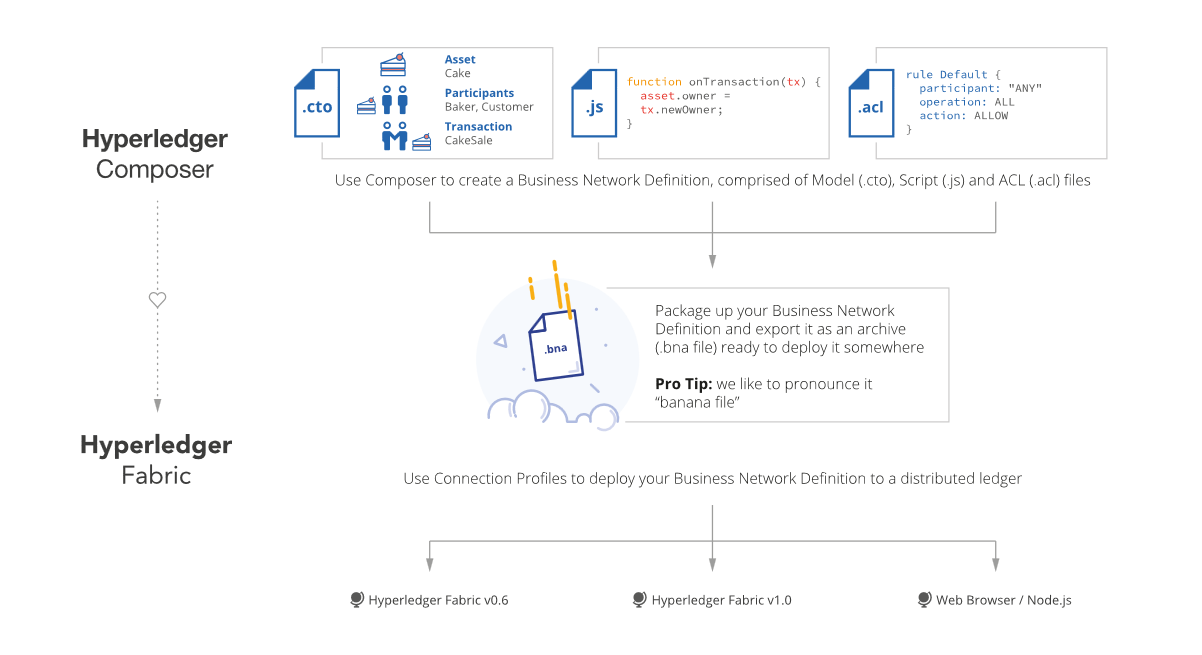 Hyperledger
Composer
.cto
Asset
Cake
Participants
Baker, Customer
Transaction
CakeSale
.js
function onTransaction(tx) {
asset.owner =
tx.newOwner;
}
.acl
rule Default {
participant: "ANY"
operation: ALL
action: ALLOW
}
Use Composer to create a Business Network Definition, comprised of Model (.cto), Script (.js) and ACL (.acl) files
.bna
Package up your Business Network
Definition and export it as an archive
(.bna file) ready to deploy it somewhere
Pro Tip: we like to pronounce it
“banana file”
Hyperledger
Fabric
Use Connection Profiles to deploy your Business Network Definition to a distributed ledger
Hyperledger Fabric v0.6
Hyperledger Fabric v1.0
Web Browser / Node.js